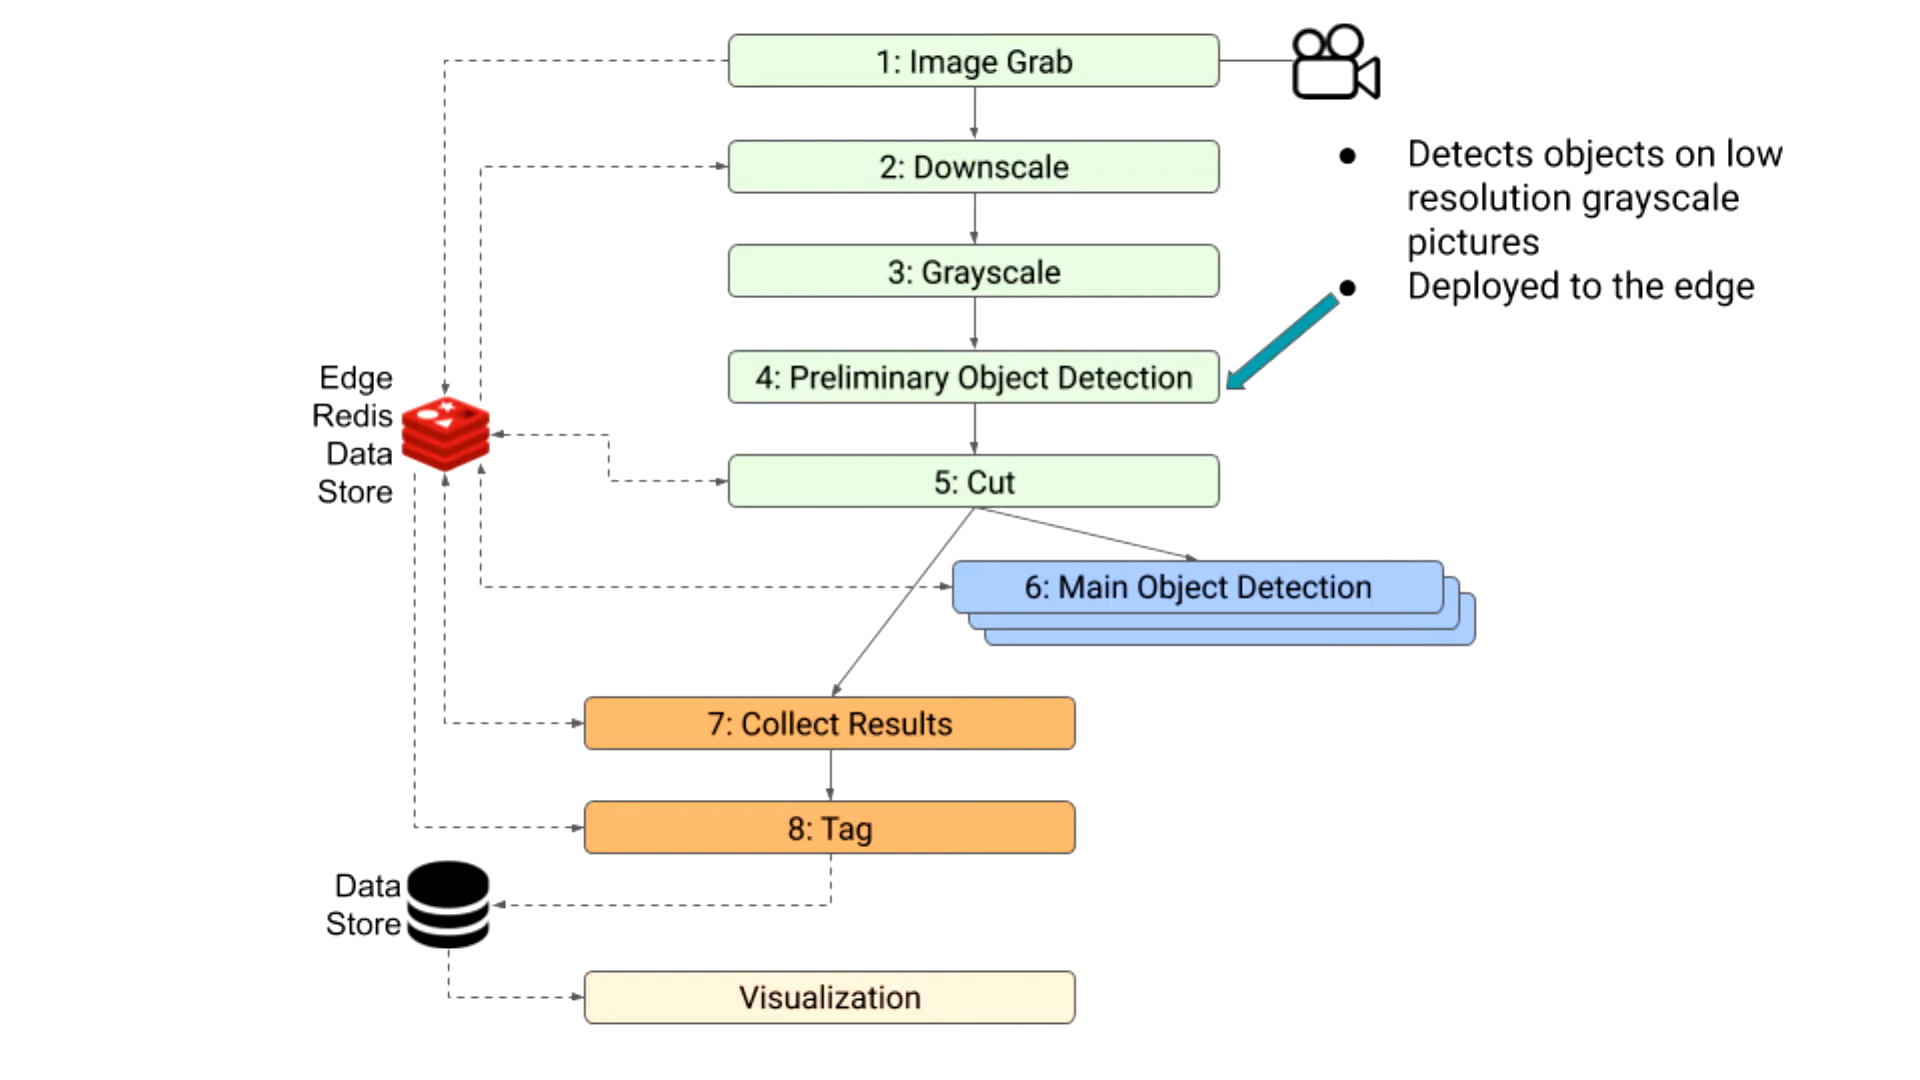 1: Image Grab
2: Downscale
Detects objects on low
resolution grayscale
pictures
Deployed to the edge
3: Grayscale
4: Preliminary Object Detection
Edge
Redis
Data
Store
5: Cut
6: Main Object Detection
7: Collect Results
8: Tag
Data
Store
Visualization